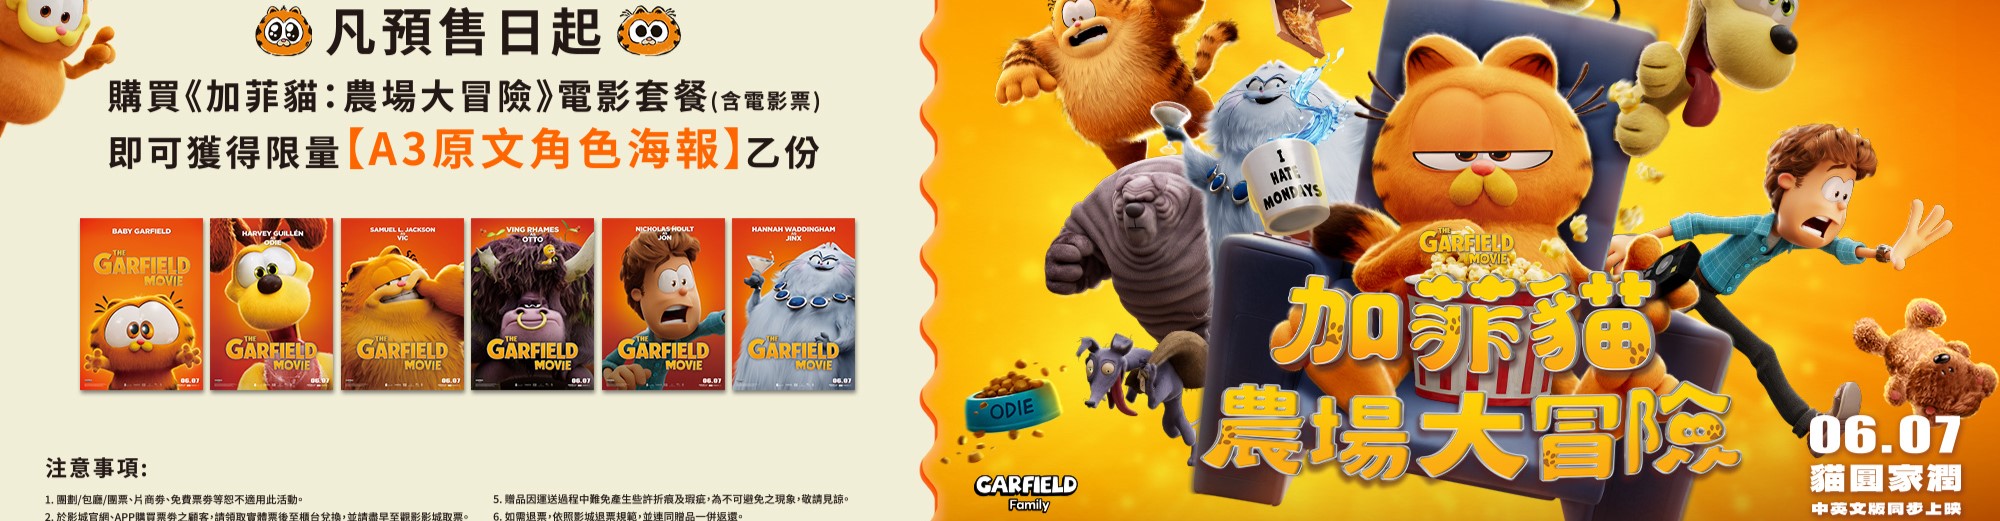 凡預售日起
購買《加菲貓:農場大冒險》電影套餐(含電影票)
即可獲得限量【A3原文角色海報】乙份
BABY GARFIELD
THE GARFIELD MOVIE
HARVEY GUILLÉN
AS
ODIE
THE GARFIELD MOVIE
06.07
SAMUEL L. JACKSON
AS
VIC
THE GARFIELD MOVIE
06.07
VING RHAMES
AS
OTTO
THE GARFIELD MOVIE
06.07
NICHOLAS HOULT
AS
JON
THE GARFIELD MOVIE
06.07
HANNAH WADDINGHAM
AS
JINX
THE GARFIELD MOVIE
06.07
注意事項:
1. 團劃/包廳/團票、片商券、免費票券等恕不適用此活動。
2. 於影城官網、APP購買票券之顧客,請領取實體票後至櫃台兌換,並請盡早至觀影影城取票。
5. 贈品因運送過程中難免產生些許折痕及瑕疵,為不可避免之現象,敬請見諒。
6. 如需退票,依照影城退票規範,並連同贈品一併返還。
I
HATE
MONDAYS
THE
GARFIELD
MOVIE
加菲貓
農場大冒險
ODIE
GARFIELD
Family
06.07
貓圓家潤
中英文版同步上映